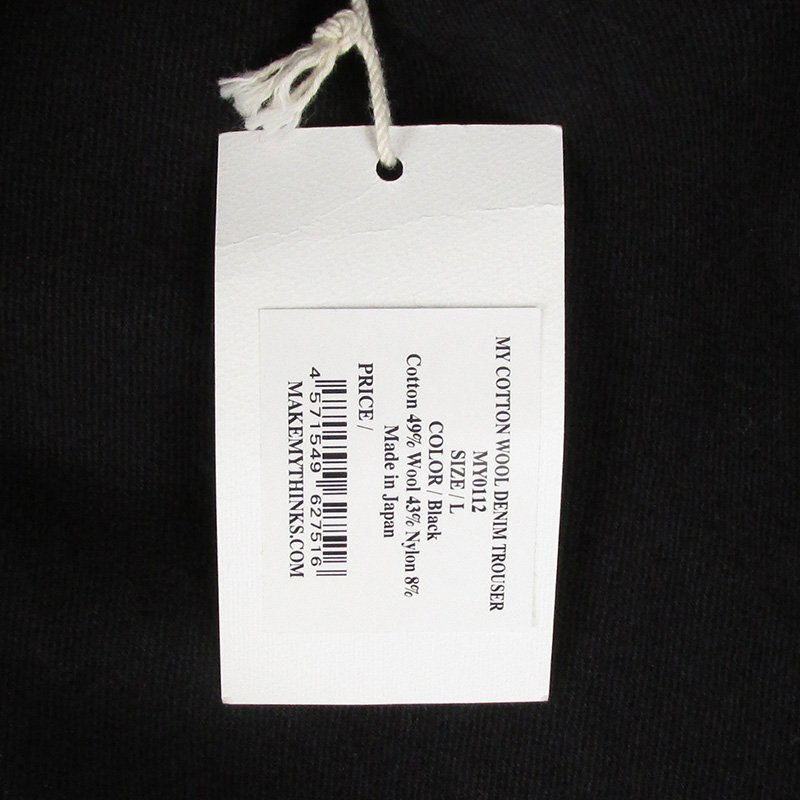 MY COTTON WOOL DENIM TROUSER
MY0112
SIZE / L
COLOR / Black
Cotton 49% Wool 43% Nylon 8%
Made in Japan
PRICE /
4 571549 627516
MAKEMYTHINKS.COM